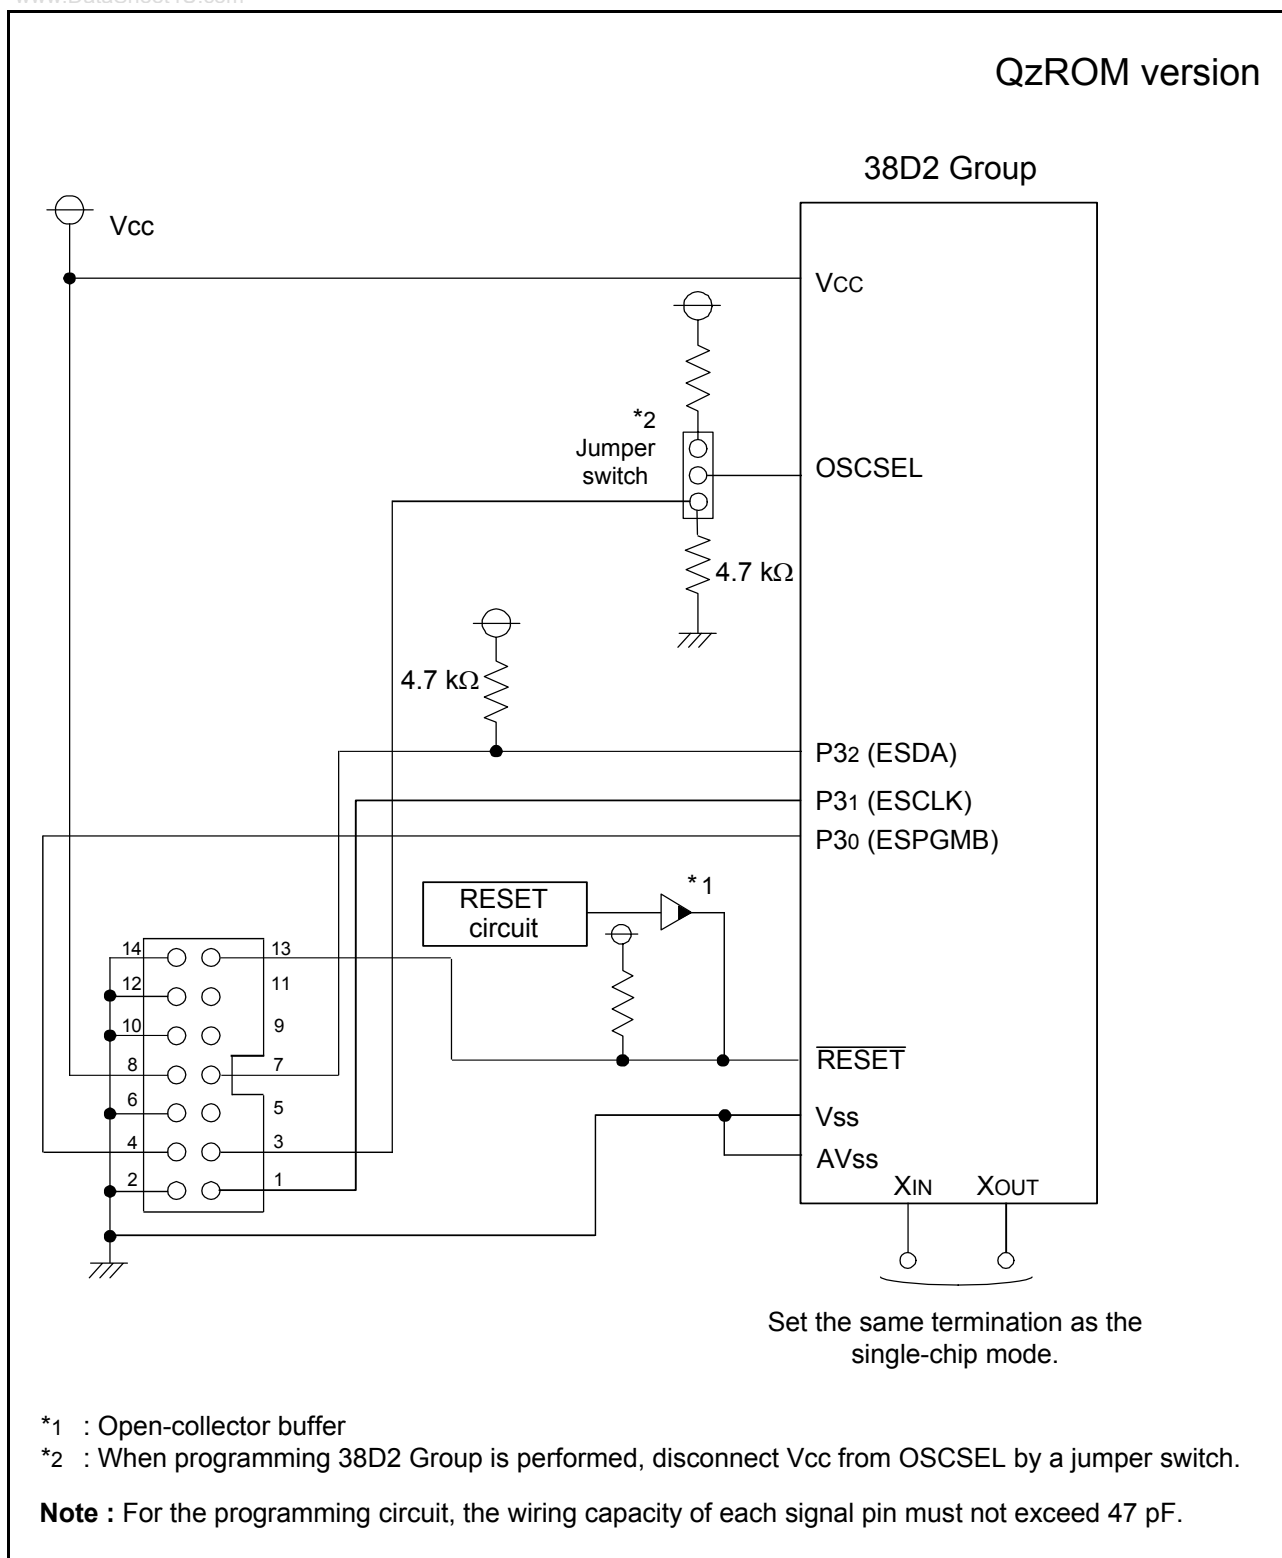 QzROM version
38D2 Group
Vcc
VCC
*2
Jumper
switch
OSCSEL
4.7 kΩ
4.7 kΩ
P32 (ESDA)
P31 (ESCLK)
P30 (ESPGMB)
RESET
circuit
*1
14 13
12 11
10 9
8 7
6 5
4 3
2 1
RESET
Vss
AVss
XIN XOUT
Set the same termination as the
single-chip mode.
*1 : Open-collector buffer
*2 : When programming 38D2 Group is performed, disconnect Vcc from OSCSEL by a jumper switch.
Note : For the programming circuit, the wiring capacity of each signal pin must not exceed 47 pF.